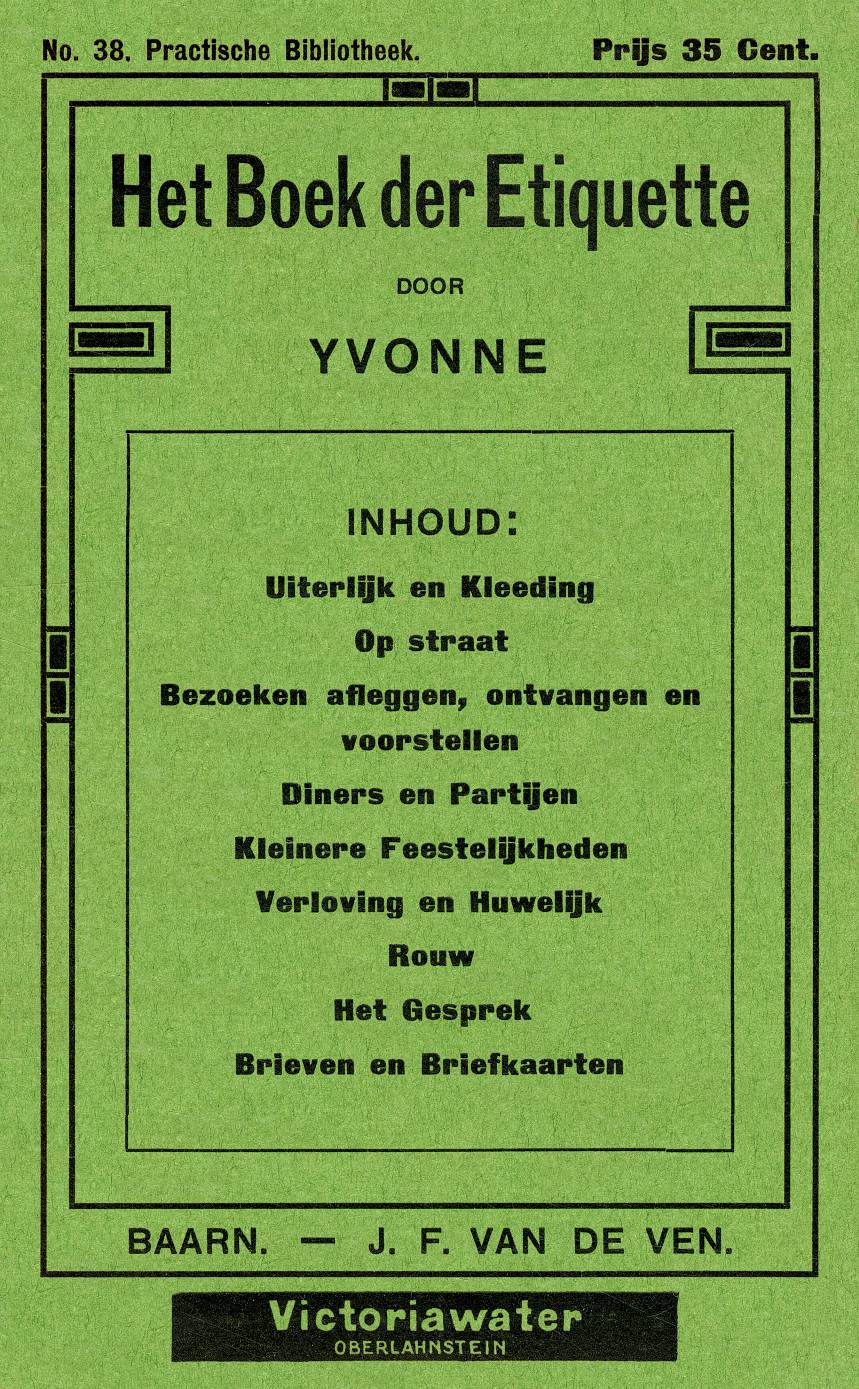 No. 38. Practische Bibliotheek. Prijs 35 Cent.
Het Boek der Etiquette
DOOR
YVONNE
INHOUD:
Uiterlijk en Kleeding
Op straat
Bezoeken afleggen, ontvangen en
voorstellen
Diners en Partijen
Kleinere Feestelijkheden
Verloving en Huwelijk
Rouw
Het Gesprek
Brieven en Briefkaarten
BAARN. — J. F. VAN DE VEN.
Victoriawater
OBERLAHNSTEIN